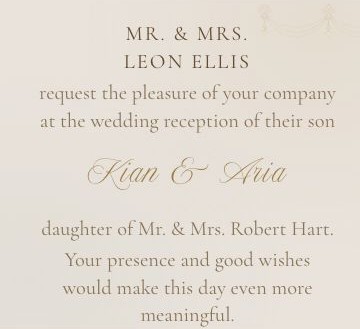 MR. & MRS.
LEON ELLIS
request the pleasure of your company
at the wedding reception of their son
Kian & Aria
daughter of Mr. & Mrs. Robert Hart.
Your presence and good wishes
would make this day even more
meaningful.